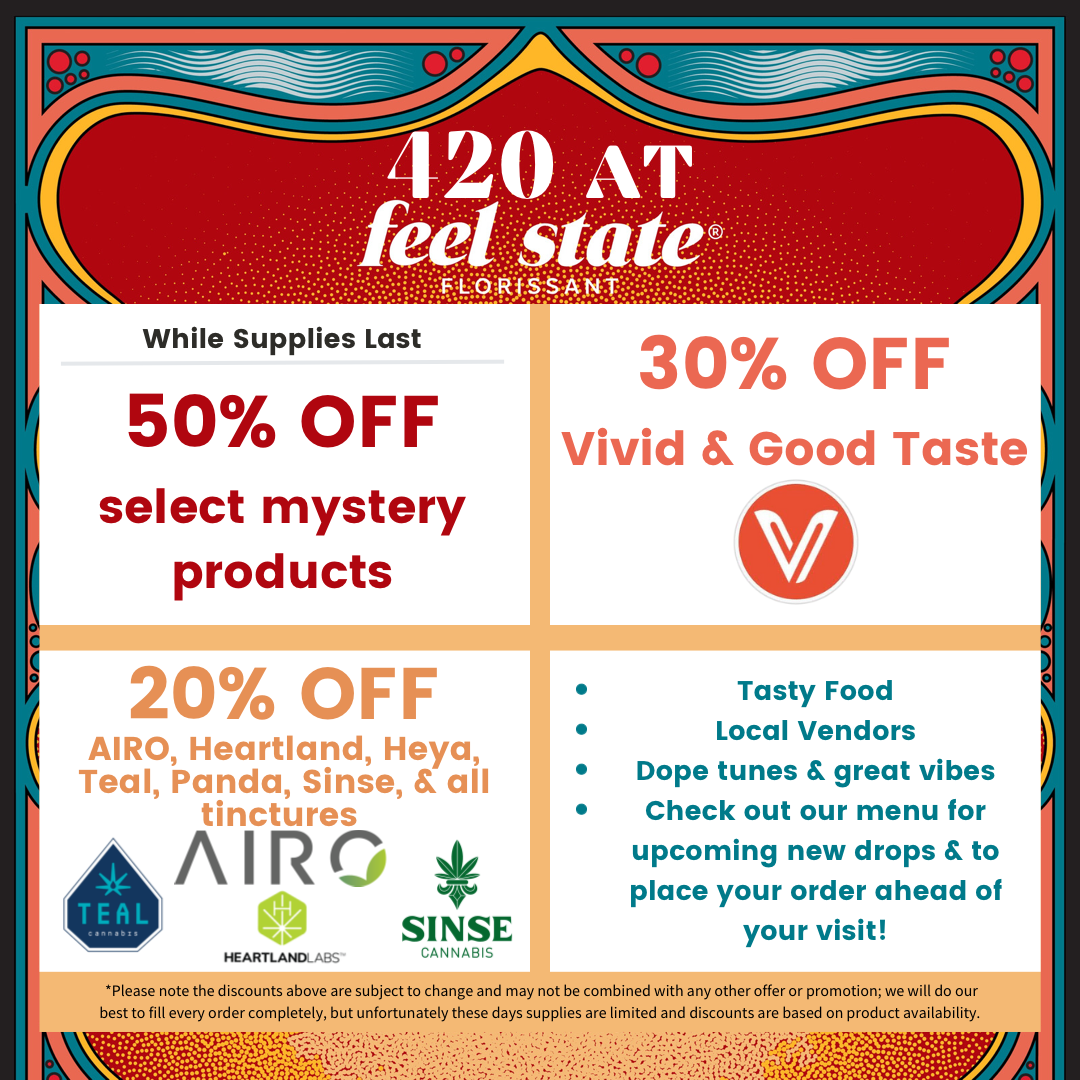 420 AT
feel state®
FLORISSANT
While Supplies Last
50% OFF
select mystery
products
30% OFF
Vivid & Good Taste
20% OFF
AIRO, Heartland, Heya,
Teal, Panda, Sinse, & all
tinctures
AIRO
TEAL
cannabis
HEARTLANDLABS™
SINSE
CANNABIS
• Tasty Food
• Local Vendors
• Dope tunes & great vibes
• Check out our menu for
upcoming new drops & to
place your order ahead of
your visit!
*Please note the discounts above are subject to change and may not be combined with any other offer or promotion; we will do our
best to fill every order completely, but unfortunately these days supplies are limited and discounts are based on product availability.